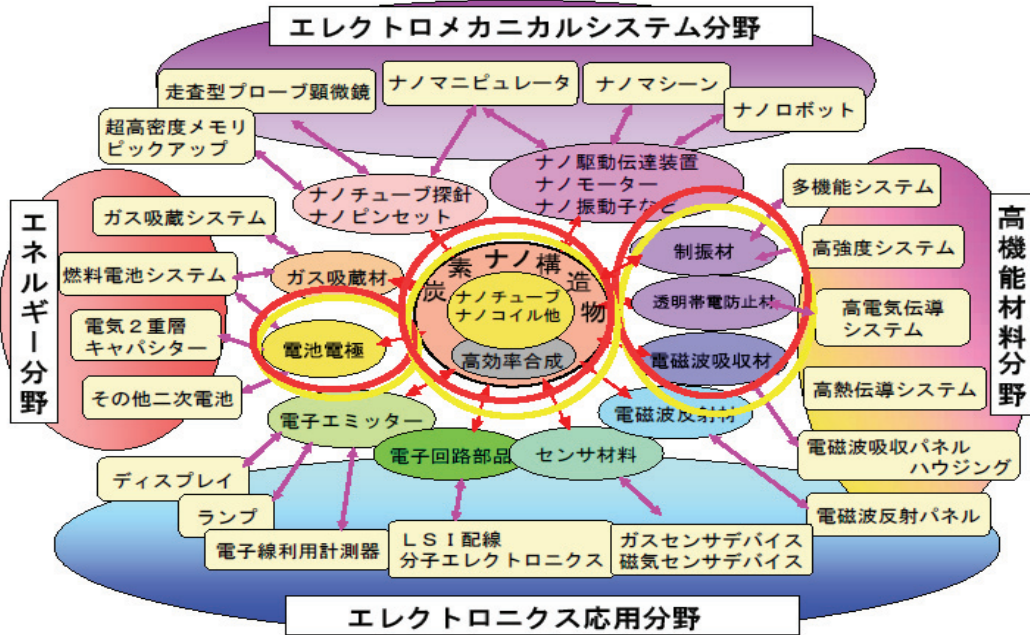 エレクトロメカニカルシステム分野
走査型プローブ顕微鏡
ナノマニピュレータ
ナノマシーン
ナノロボット
超高密度メモリ
ピックアップ
ナノチューブ探針
ナノピンセット
ナノ駆動伝達装置
ナノモーター
ナノ振動子など
エネルギー分野
ガス吸蔵システム
燃料電池システム
電気２重層
キャパシター
その他二次電池
ガス吸蔵材
電池電極
炭素ナノ構造物
ナノチューブ
ナノコイル他
高効率合成
制振材
透明帯電防止材
電磁波吸収材
多機能システム
高強度システム
高電気伝導
システム
高熱伝導システム
電磁波吸収パネル
ハウジング
電磁波反射パネル
高機能材料分野
電子エミッター
電子回路部品
センサ材料
電磁波反射材
ディスプレイ
ランプ
電子線利用計測器
ＬＳＩ配線
分子エレクトロニクス
ガスセンサデバイス
磁気センサデバイス
エレクトロニクス応用分野